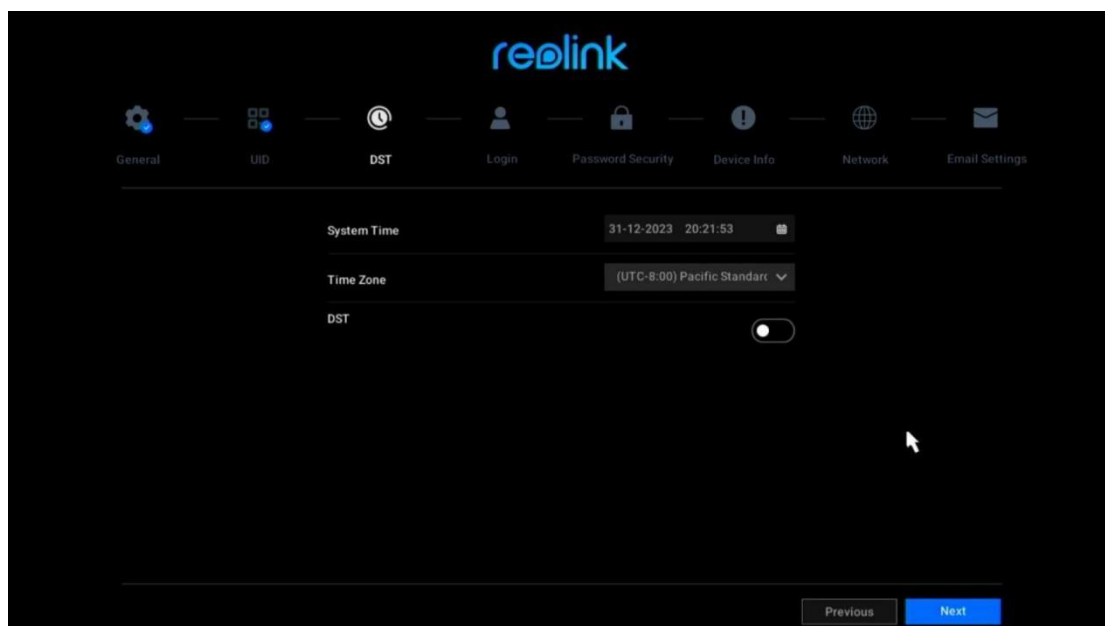 reolink
General UID DST Login Password Security Device Info Network Email Settings
System Time 31-12-2023 20:21:53
Time Zone (UTC-8:00) Pacific Standarc
DST
Previous Next